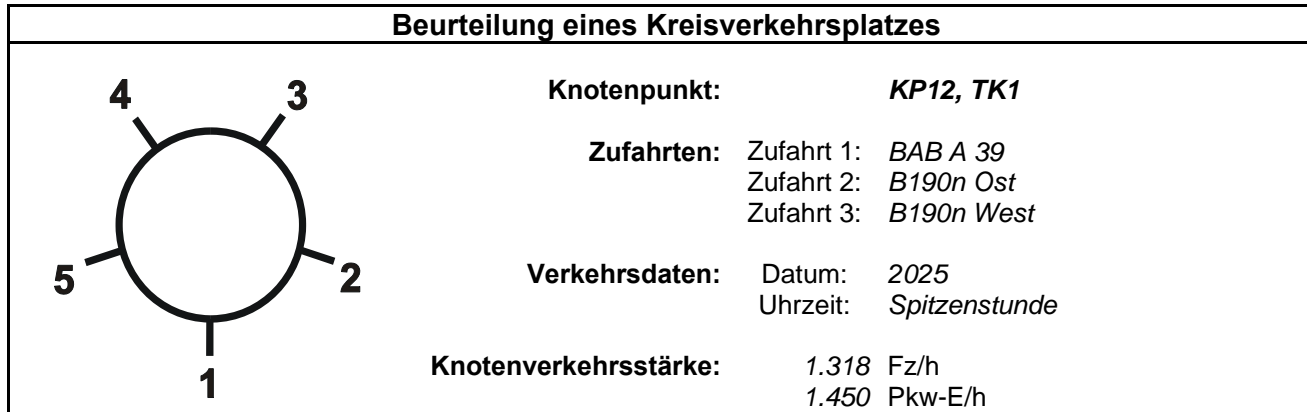 Beurteilung eines Kreisverkehrsplatzes
4 3
Knotenpunkt: KP12, TK1
Zufahrten: Zufahrt 1: BAB A 39
Zufahrt 2: B190n Ost
Zufahrt 3: B190n West
5 2
Verkehrsdaten: Datum: 2025
Uhrzeit: Spitzenstunde
1
Knotenverkehrsstärke: 1.318 Fz/h
1.450 Pkw-E/h